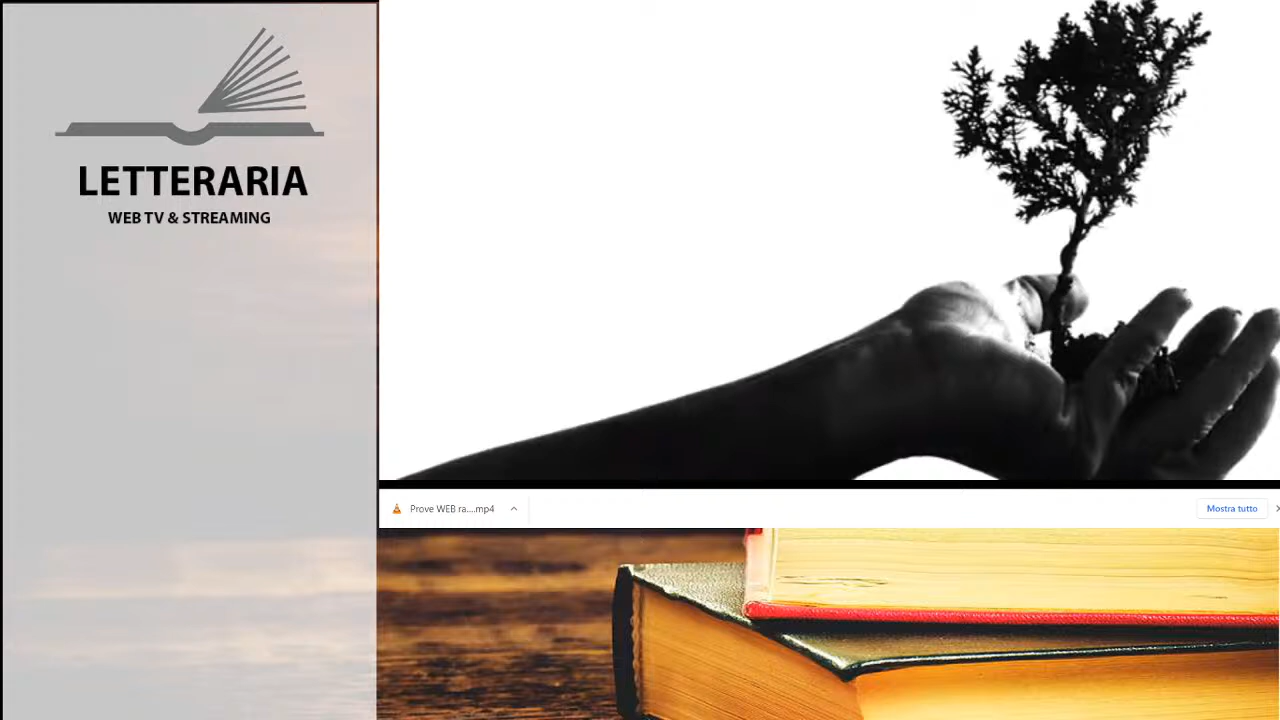 LETTERARIA
WEB TV & STREAMING
Prove WEB ra....mp4
Mostra tutto